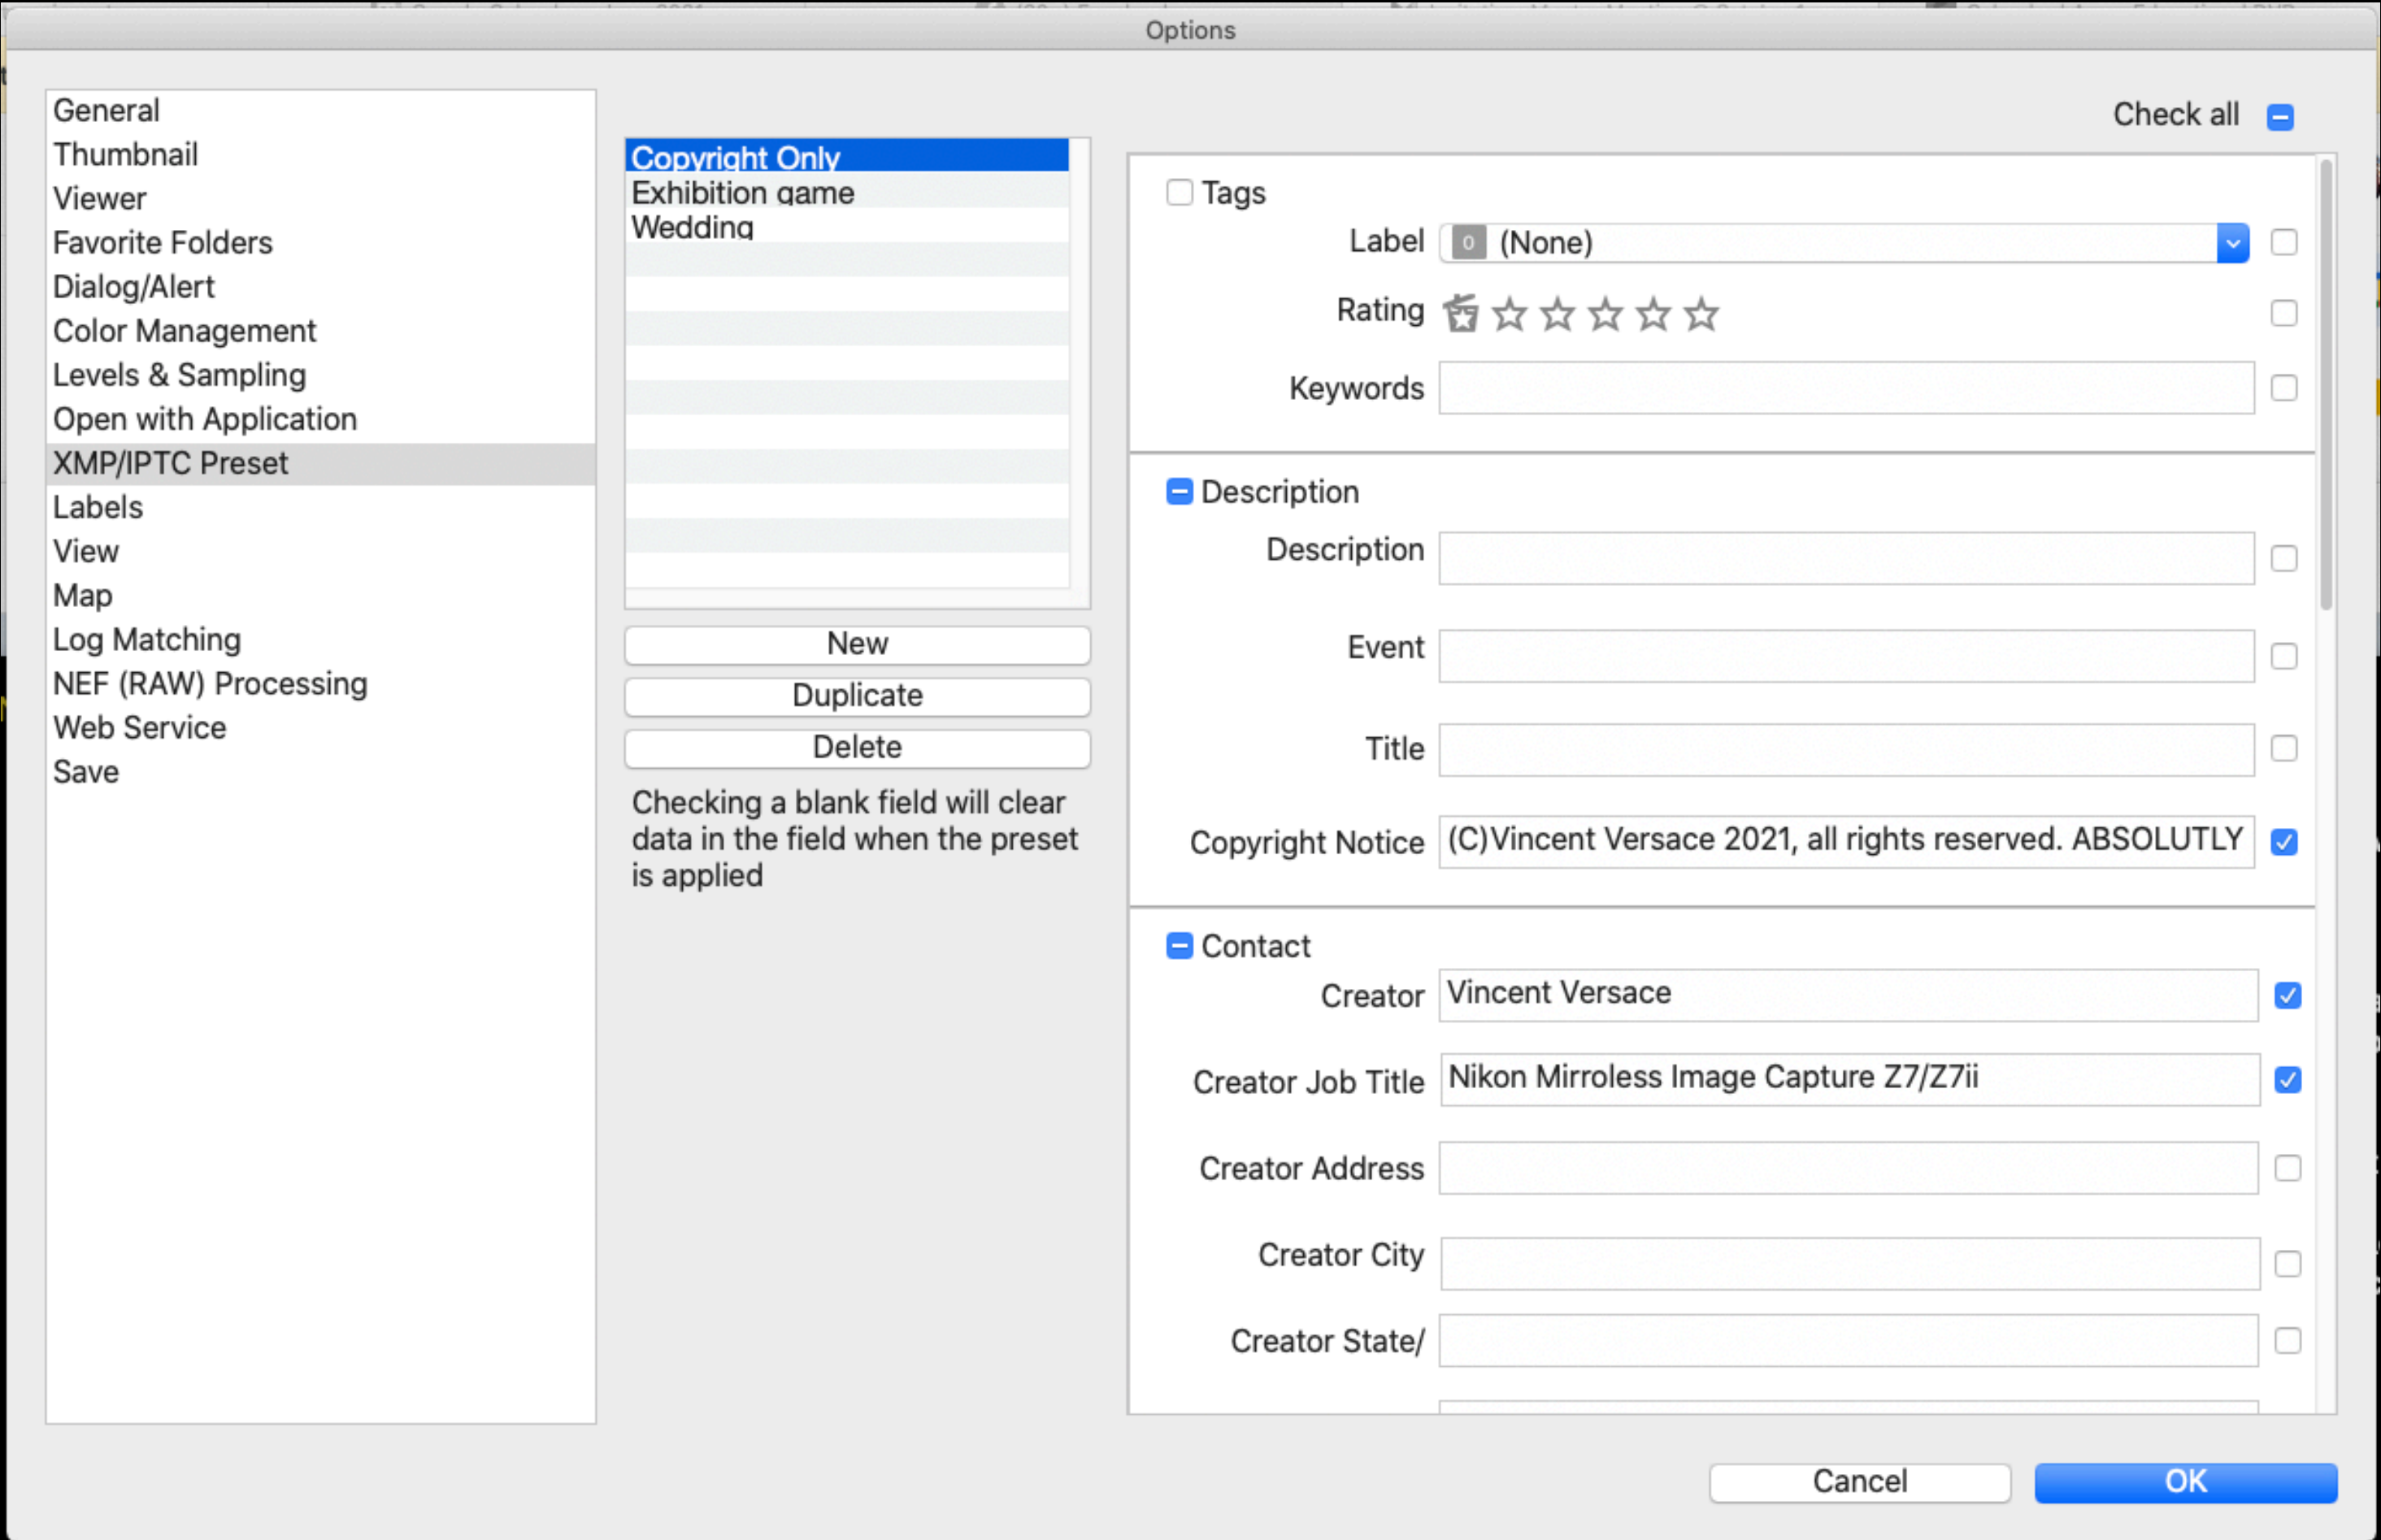 Options
General
Thumbnail
Viewer
Favorite Folders
Dialog/Alert
Color Management
Levels & Sampling
Open with Application
XMP/IPTC Preset
Labels
View
Map
Log Matching
NEF (RAW) Processing
Web Service
Save
Copyright Only
Exhibition game
Wedding
New
Duplicate
Delete
Checking a blank field will clear
data in the field when the preset
is applied
Check all
Tags
Label 0 (None)
Rating
Keywords
Description
Description
Event
Title
Copyright Notice (C)Vincent Versace 2021, all rights reserved. ABSOLUTLY
Contact
Creator Vincent Versace
Creator Job Title Nikon Mirroless Image Capture Z7/Z7ii
Creator Address
Creator City
Creator State/
Cancel OK